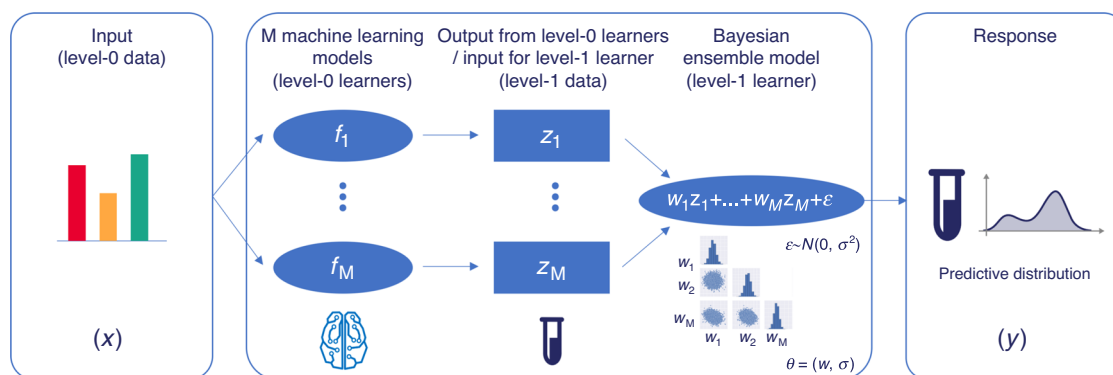 Input
(level-0 data)
(x)
M machine learning
models
(level-0 learners)
f1
fM
Output from level-0 learners
/ input for level-1 learner
(level-1 data)
z1
zM
Bayesian
ensemble model
(level-1 learner)
w1z1+...+wMzM+ε
ε~N(0, σ²)
w1
w2
wM
w1 w2 wM
θ = (w, σ)
Response
Predictive distribution
(y)